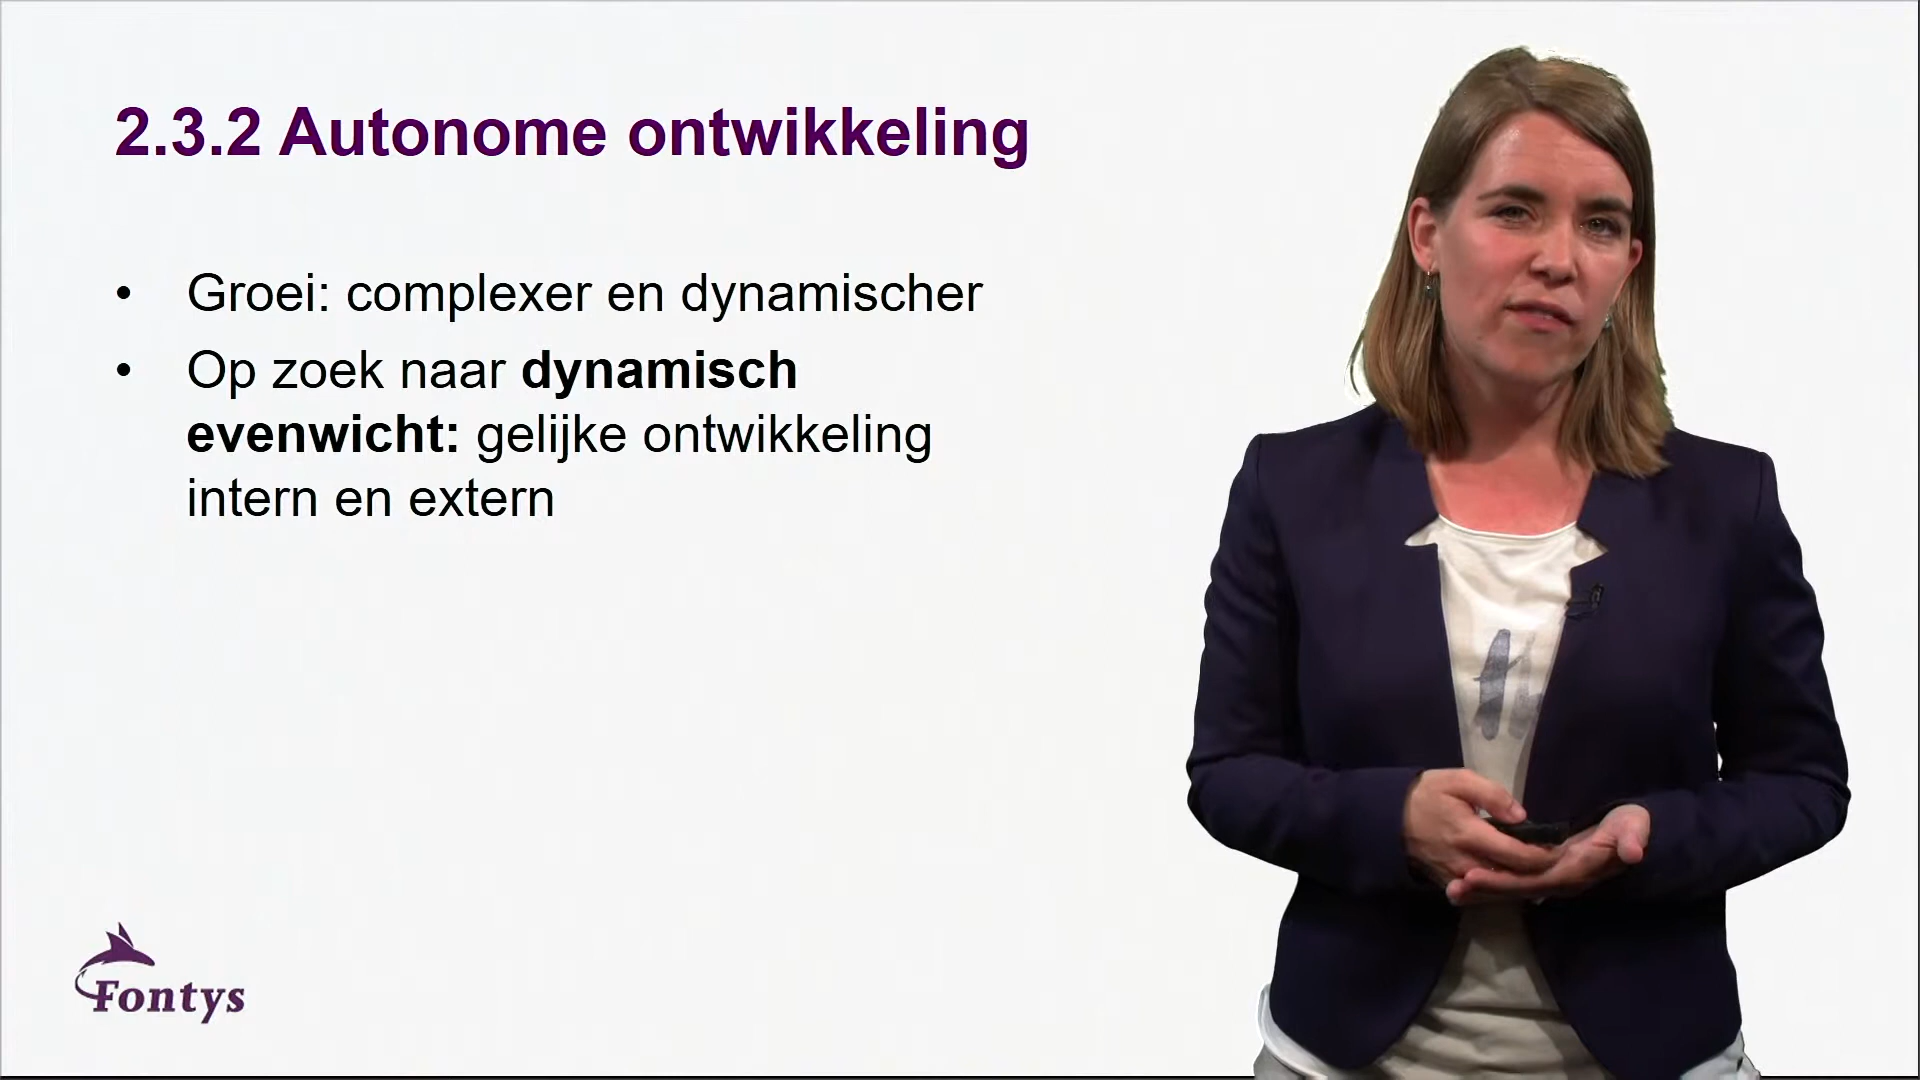 2.3.2 Autonome ontwikkeling
• Groei: complexer en dynamischer
• Op zoek naar dynamisch
evenwicht: gelijke ontwikkeling
intern en extern
Fontys